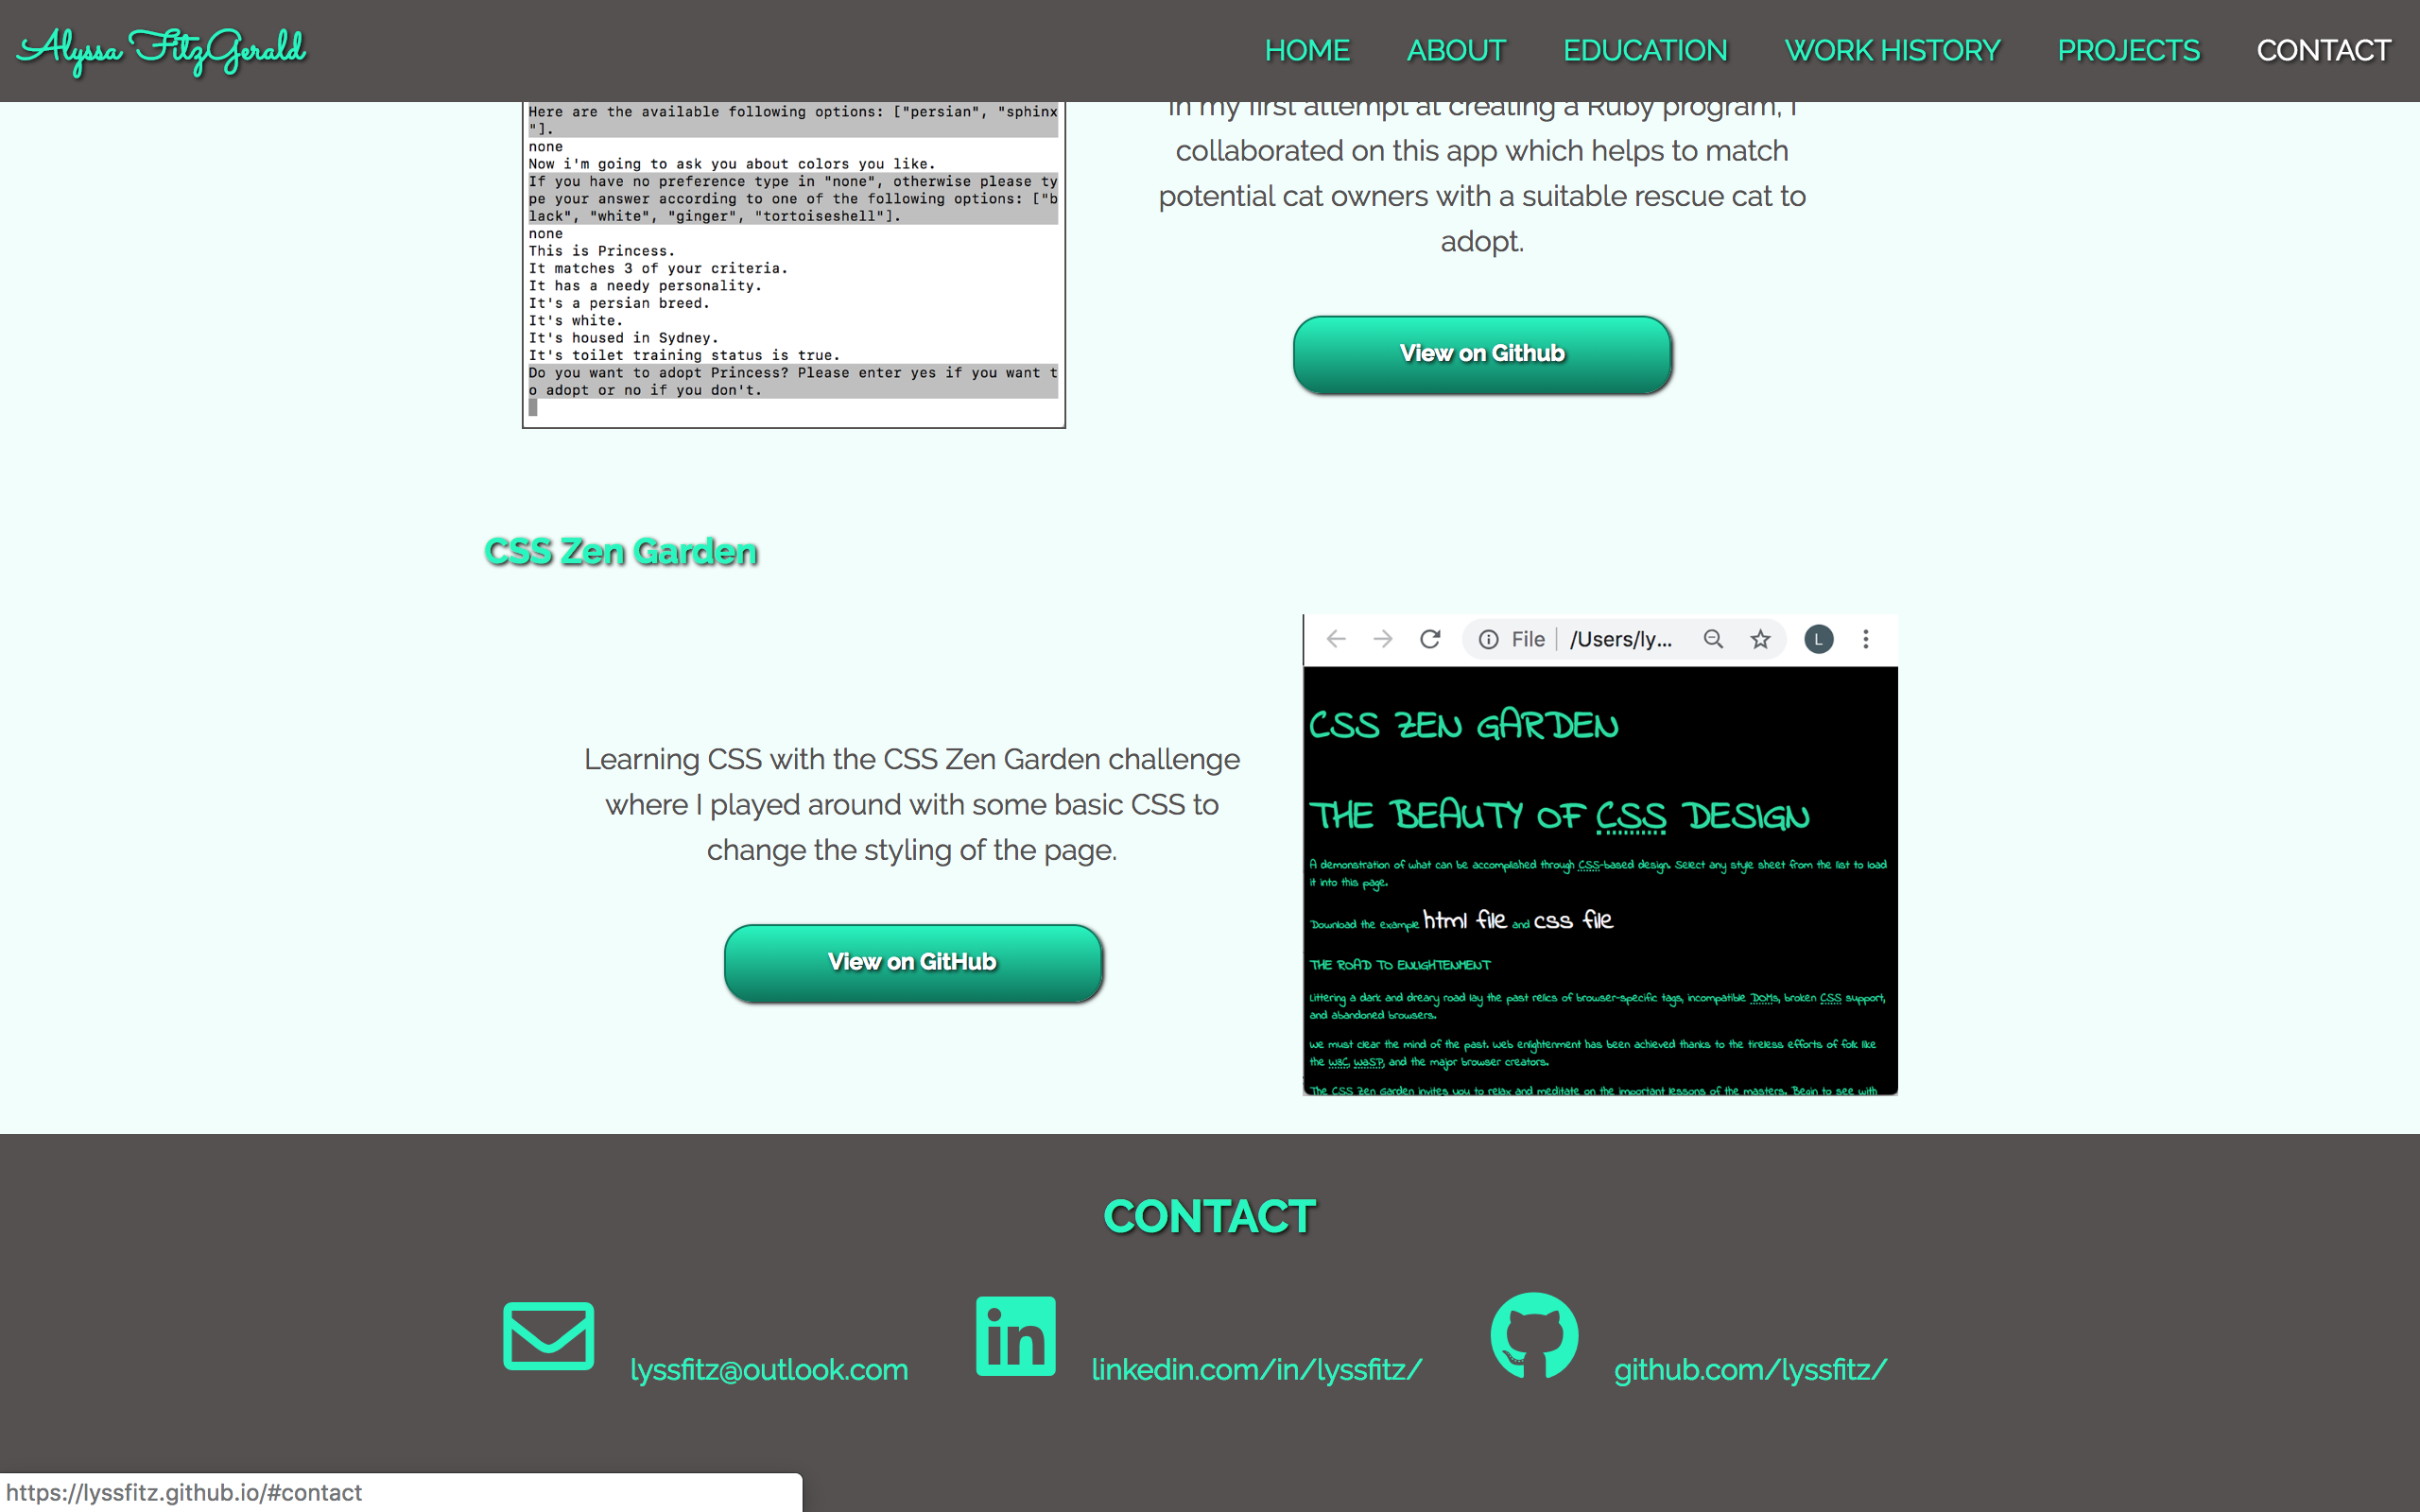 Alyssa FitzGerald
HOME ABOUT EDUCATION WORK HISTORY PROJECTS CONTACT
Here are the available following options: ["persian", "sphinx
"].
none
Now i'm going to ask you about colors you like.
If you have no preference type in "none", otherwise please ty
pe your answer according to one of the following options: ["b
lack", "white", "ginger", "tortoiseshell"].
none
This is Princess.
It matches 3 of your criteria.
It has a needy personality.
It's a persian breed.
It's white.
It's housed in Sydney.
It's toilet training status is true.
Do you want to adopt Princess? Please enter yes if you want t
o adopt or no if you don't.
In my first attempt at creating a Ruby program, I
collaborated on this app which helps to match
potential cat owners with a suitable rescue cat to
adopt.
View on Github
CSS Zen Garden
Learning CSS with the CSS Zen Garden challenge
where I played around with some basic CSS to
change the styling of the page.
View on GitHub
File /Users/ly... L
CSS ZEN GARDEN
THE BEAUTY OF CSS DESIGN
A demonstration of what can be accomplished through CSS-based design. Select any style sheet from the list to load
it into this page.
Download the example html file and css file
THE ROAD TO ENLIGHTENMENT
Littering a dark and dreary road lay the past relics of browser-specific tags, incompatible DOMs, broken CSS support,
and abandoned browsers.
We must clear the mind of the past. Web enlightenment has been achieved thanks to the tireless efforts of folk like
the W3C, WaSP, and the major browser creators.
The CSS Zen Garden invites you to relax and meditate on the important lessons of the masters. Begin to see with
CONTACT
lyssfitz@outlook.com
linkedin.com/in/lyssfitz/
github.com/lyssfitz/
https://lyssfitz.github.io/#contact